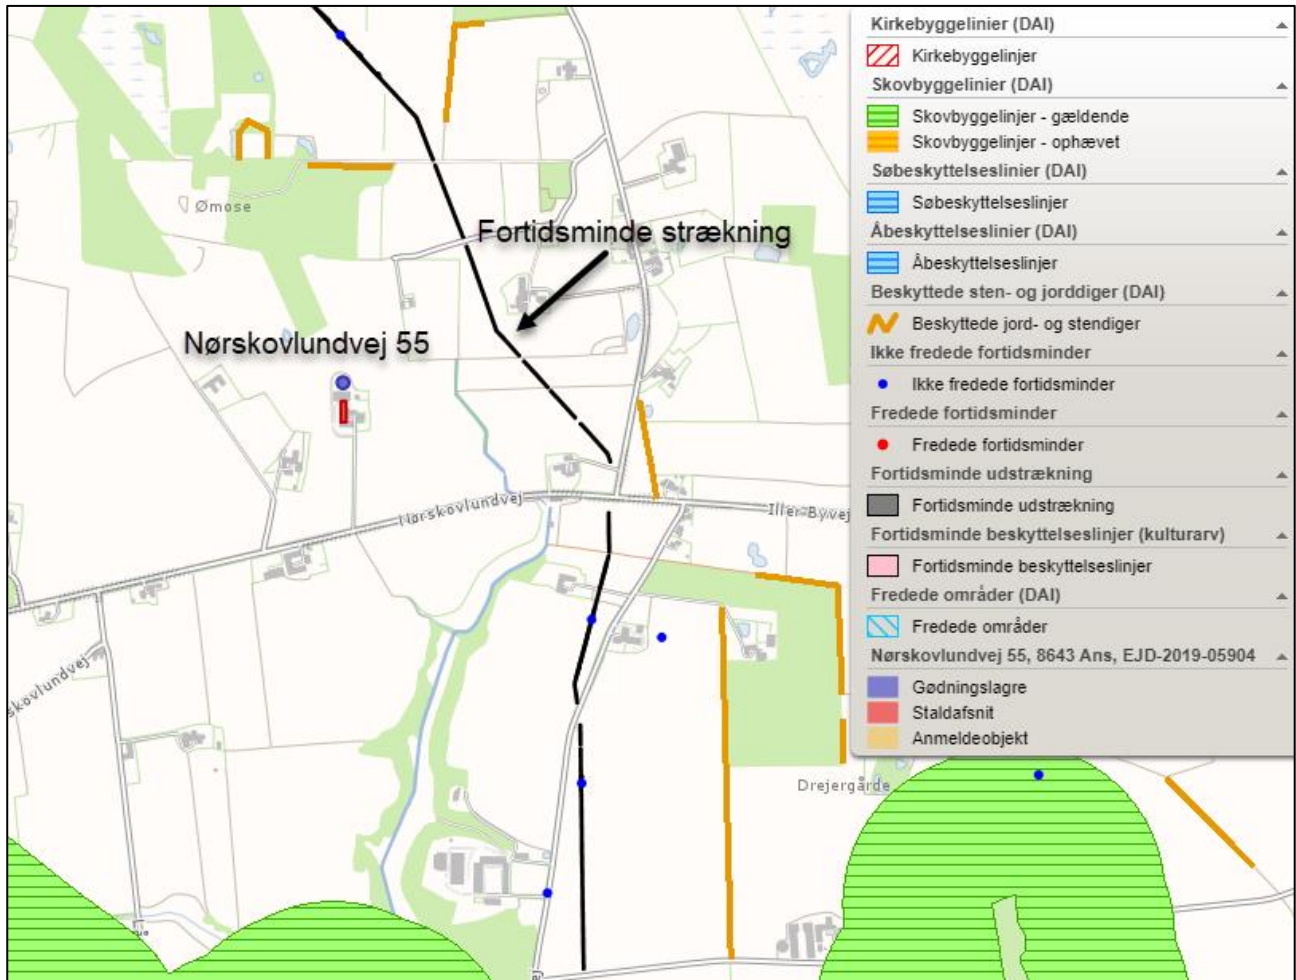 Ømose
Fortidsminde strækning
Nørskovlundvej 55
Nørskovlundvej
Iller Byvej
skovlundvej
Drejergårde
ej
Kirkebyggelinier (DAI)
Kirkebyggelinjer
Skovbyggelinier (DAI)
Skovbyggelinjer - gældende
Skovbyggelinjer - ophævet
Søbeskyttelseslinier (DAI)
Søbeskyttelseslinjer
Åbeskyttelseslinier (DAI)
Åbeskyttelseslinjer
Beskyttede sten- og jorddiger (DAI)
Beskyttede jord- og stendiger
Ikke fredede fortidsminder
Ikke fredede fortidsminder
Fredede fortidsminder
Fredede fortidsminder
Fortidsminde udstrækning
Fortidsminde udstrækning
Fortidsminde beskyttelseslinjer (kulturarv)
Fortidsminde beskyttelseslinjer
Fredede områder (DAI)
Fredede områder
Nørskovlundvej 55, 8643 Ans, EJD-2019-05904
Gødningslagre
Staldafsnit
Anmeldeobjekt